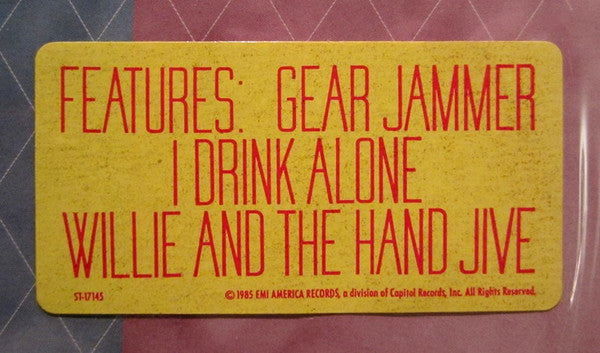 FEATURES: GEAR JAMMER
I DRINK ALONE
WILLIE AND THE HAND JIVE
ST-17145 © 1985 EMI AMERICA RECORDS, a division of Capitol Records, Inc. All Rights Reserved.